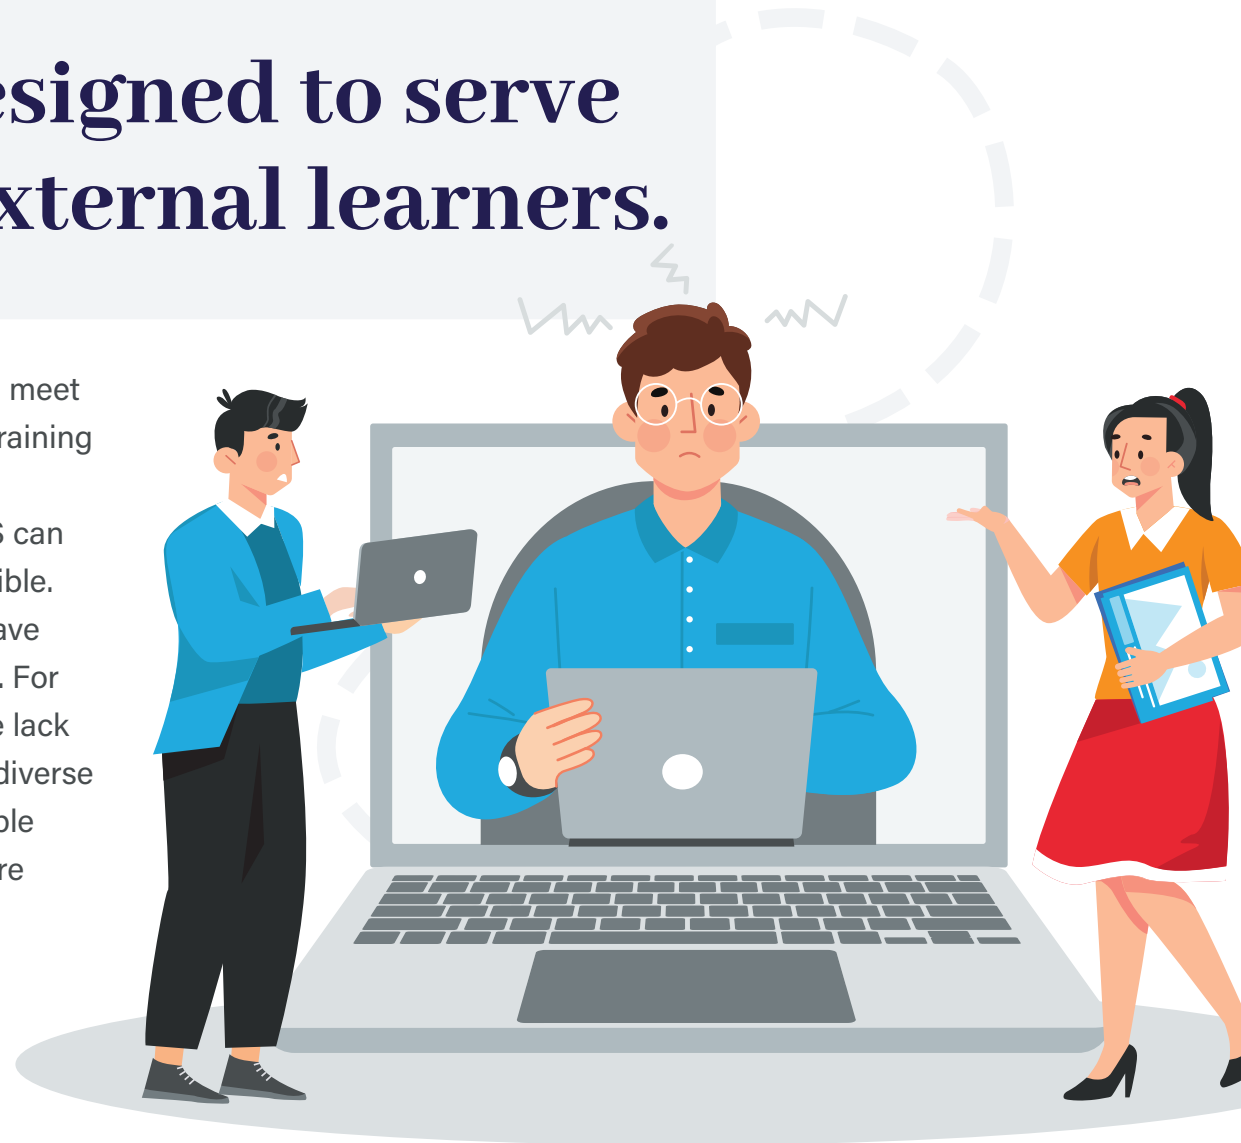 esigned to serve
xternal learners.
meet
raining
S can
ible.
ave
. For
e lack
diverse
ble
re